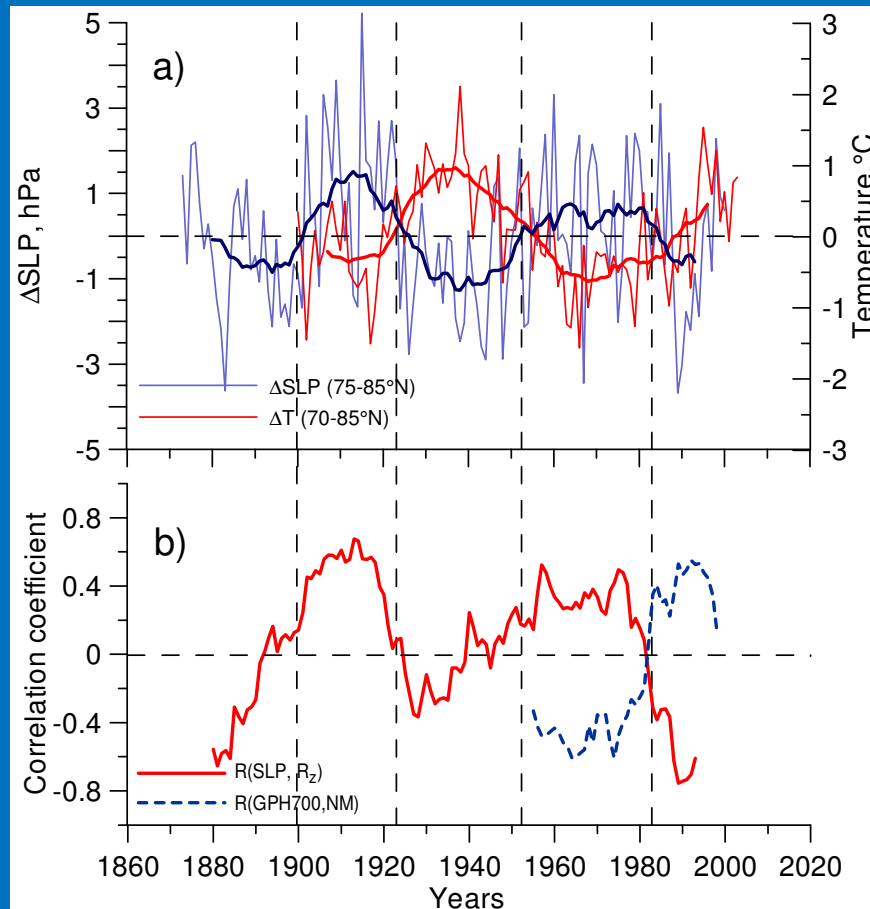 a)
5
3
1
-1
-3
-5
ΔSLP, hPa
3
2
1
0
-1
-2
-3
Temperature,°C
ΔSLP (75-85°N)
ΔT (70-85°N)
b)
0.8
0.4
0
-0.4
-0.8
Correlation coefficient
R(SLP, Rz)
R(GPH700,NM)
1860 1880 1900 1920 1940 1960 1980 2000 2020
Years